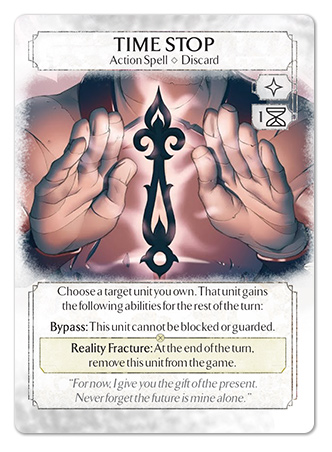 TIME STOP
Action Spell ⬦ Discard
1
Choose a target unit you own. That unit gains
the following abilities for the rest of the turn:
Bypass: This unit cannot be blocked or guarded.
Reality Fracture: At the end of the turn,
remove this unit from the game.
"For now, I give you the gift of the present.
Never forget the future is mine alone."